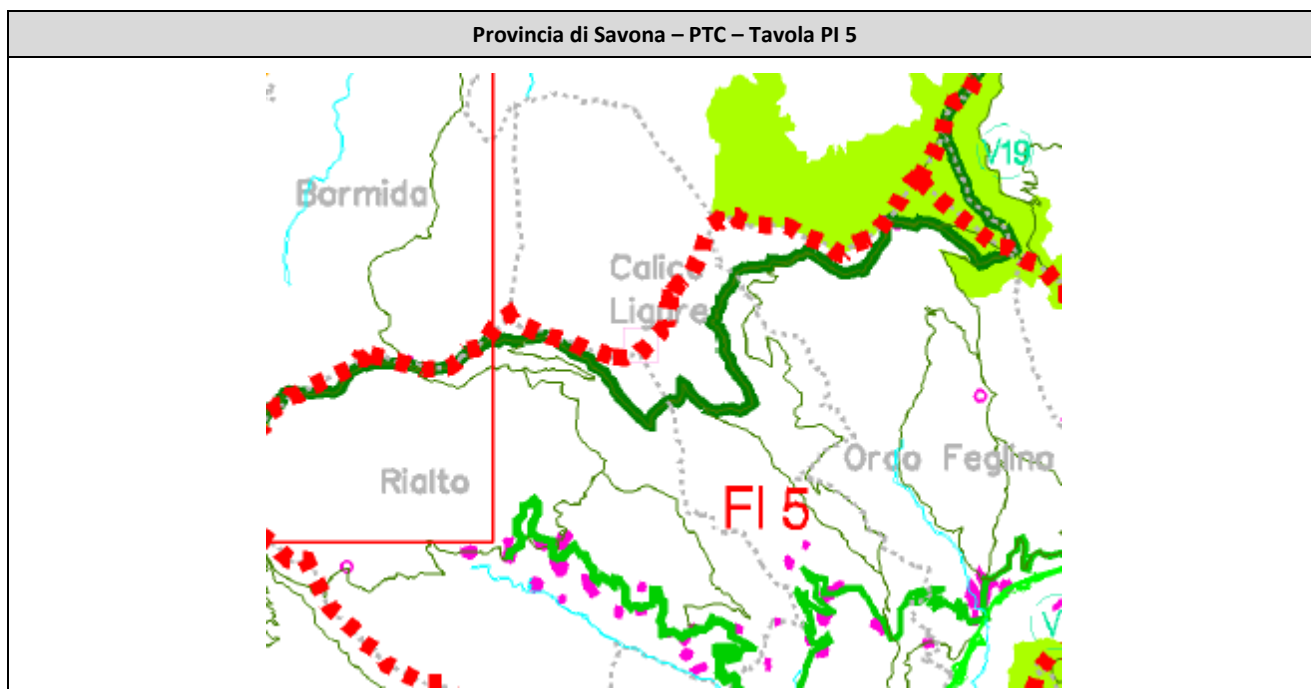 Provincia di Savona – PTC – Tavola PI 5
V19
Bormida
Calice
Ligure
Orco Feglino
Rialto
FI 5
V